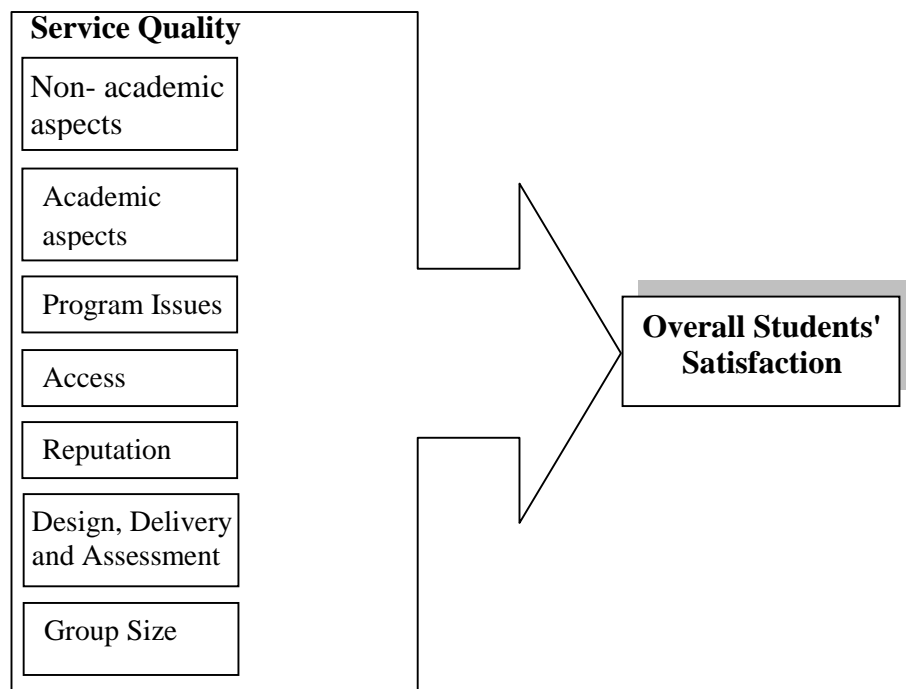 Service Quality
Non- academic
aspects
Academic
aspects
Program Issues
Access
Reputation
Design, Delivery
and Assessment
Group Size
Overall Students'
Satisfaction